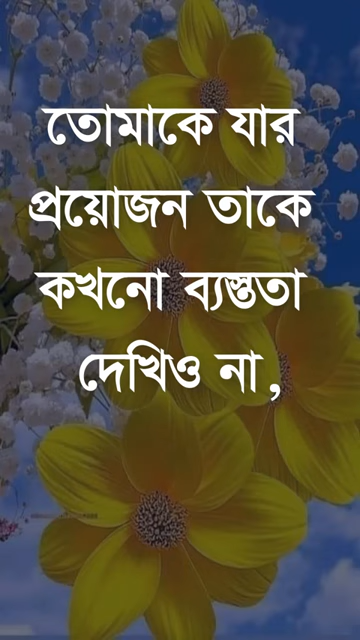 তোমাকে যার
প্রয়োজন তাকে
কখনো ব্যস্ততা
দেখিও না,